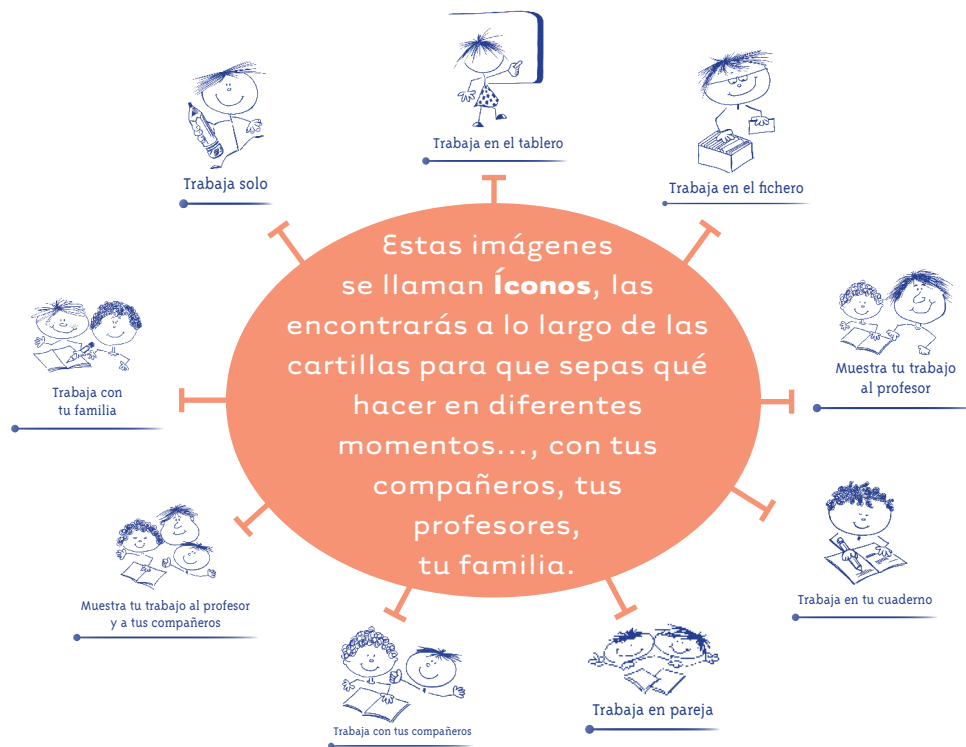 Trabaja en el tablero
Trabaja solo
Trabaja en el fichero
Estas imágenes
se llaman Íconos, las
encontrarás a lo largo de las
cartillas para que sepas qué
hacer en diferentes
momentos..., con tus
compañeros, tus
profesores,
tu familia.
Trabaja con
tu familia
Muestra tu trabajo
al profesor
Muestra tu trabajo al profesor
y a tus compañeros
Trabaja en tu cuaderno
Trabaja con tus compañeros
Trabaja en pareja